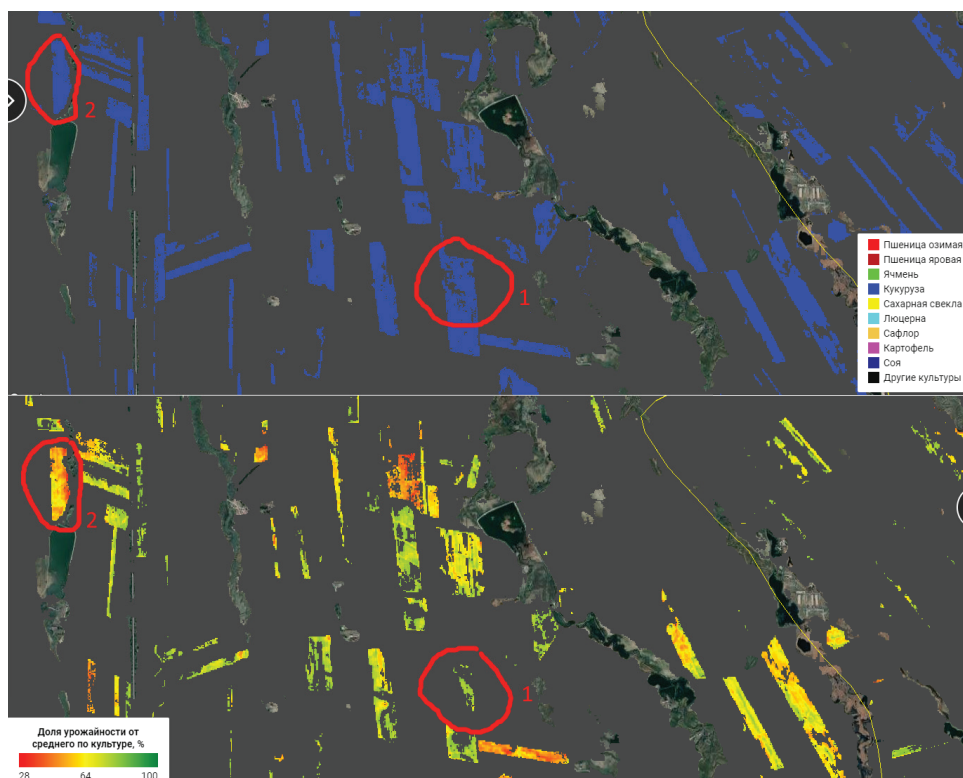 2
1
Пшеница озимая
Пшеница яровая
Ячмень
Кукуруза
Сахарная свекла
Люцерна
Сафлор
Картофель
Соя
Другие культуры
2
1
Доля урожайности от
среднего по культуре, %
28 64 100